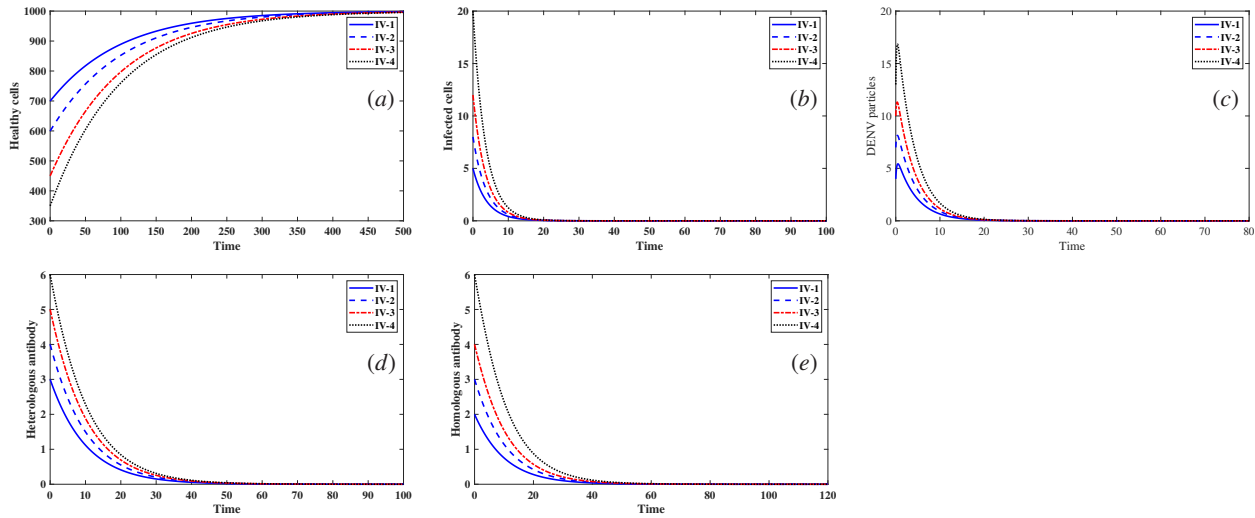 1000
900
800
700
600
500
400
300
0 50 100 150 200 250 300 350 400 450 500
Time
Healthy cells
IV-1
IV-2
IV-3
IV-4
(a)
20
15
10
5
0
0 10 20 30 40 50 60 70 80 90 100
Time
Infected cells
IV-1
IV-2
IV-3
IV-4
(b)
20
15
10
5
0
0 10 20 30 40 50 60 70 80
Time
DENV particles
IV-1
IV-2
IV-3
IV-4
(c)
6
5
4
3
2
1
0
0 10 20 30 40 50 60 70 80 90 100
Time
Heterologous antibody
IV-1
IV-2
IV-3
IV-4
(d)
6
5
4
3
2
1
0
0 20 40 60 80 100 120
Time
Homologous antibody
IV-1
IV-2
IV-3
IV-4
(e)